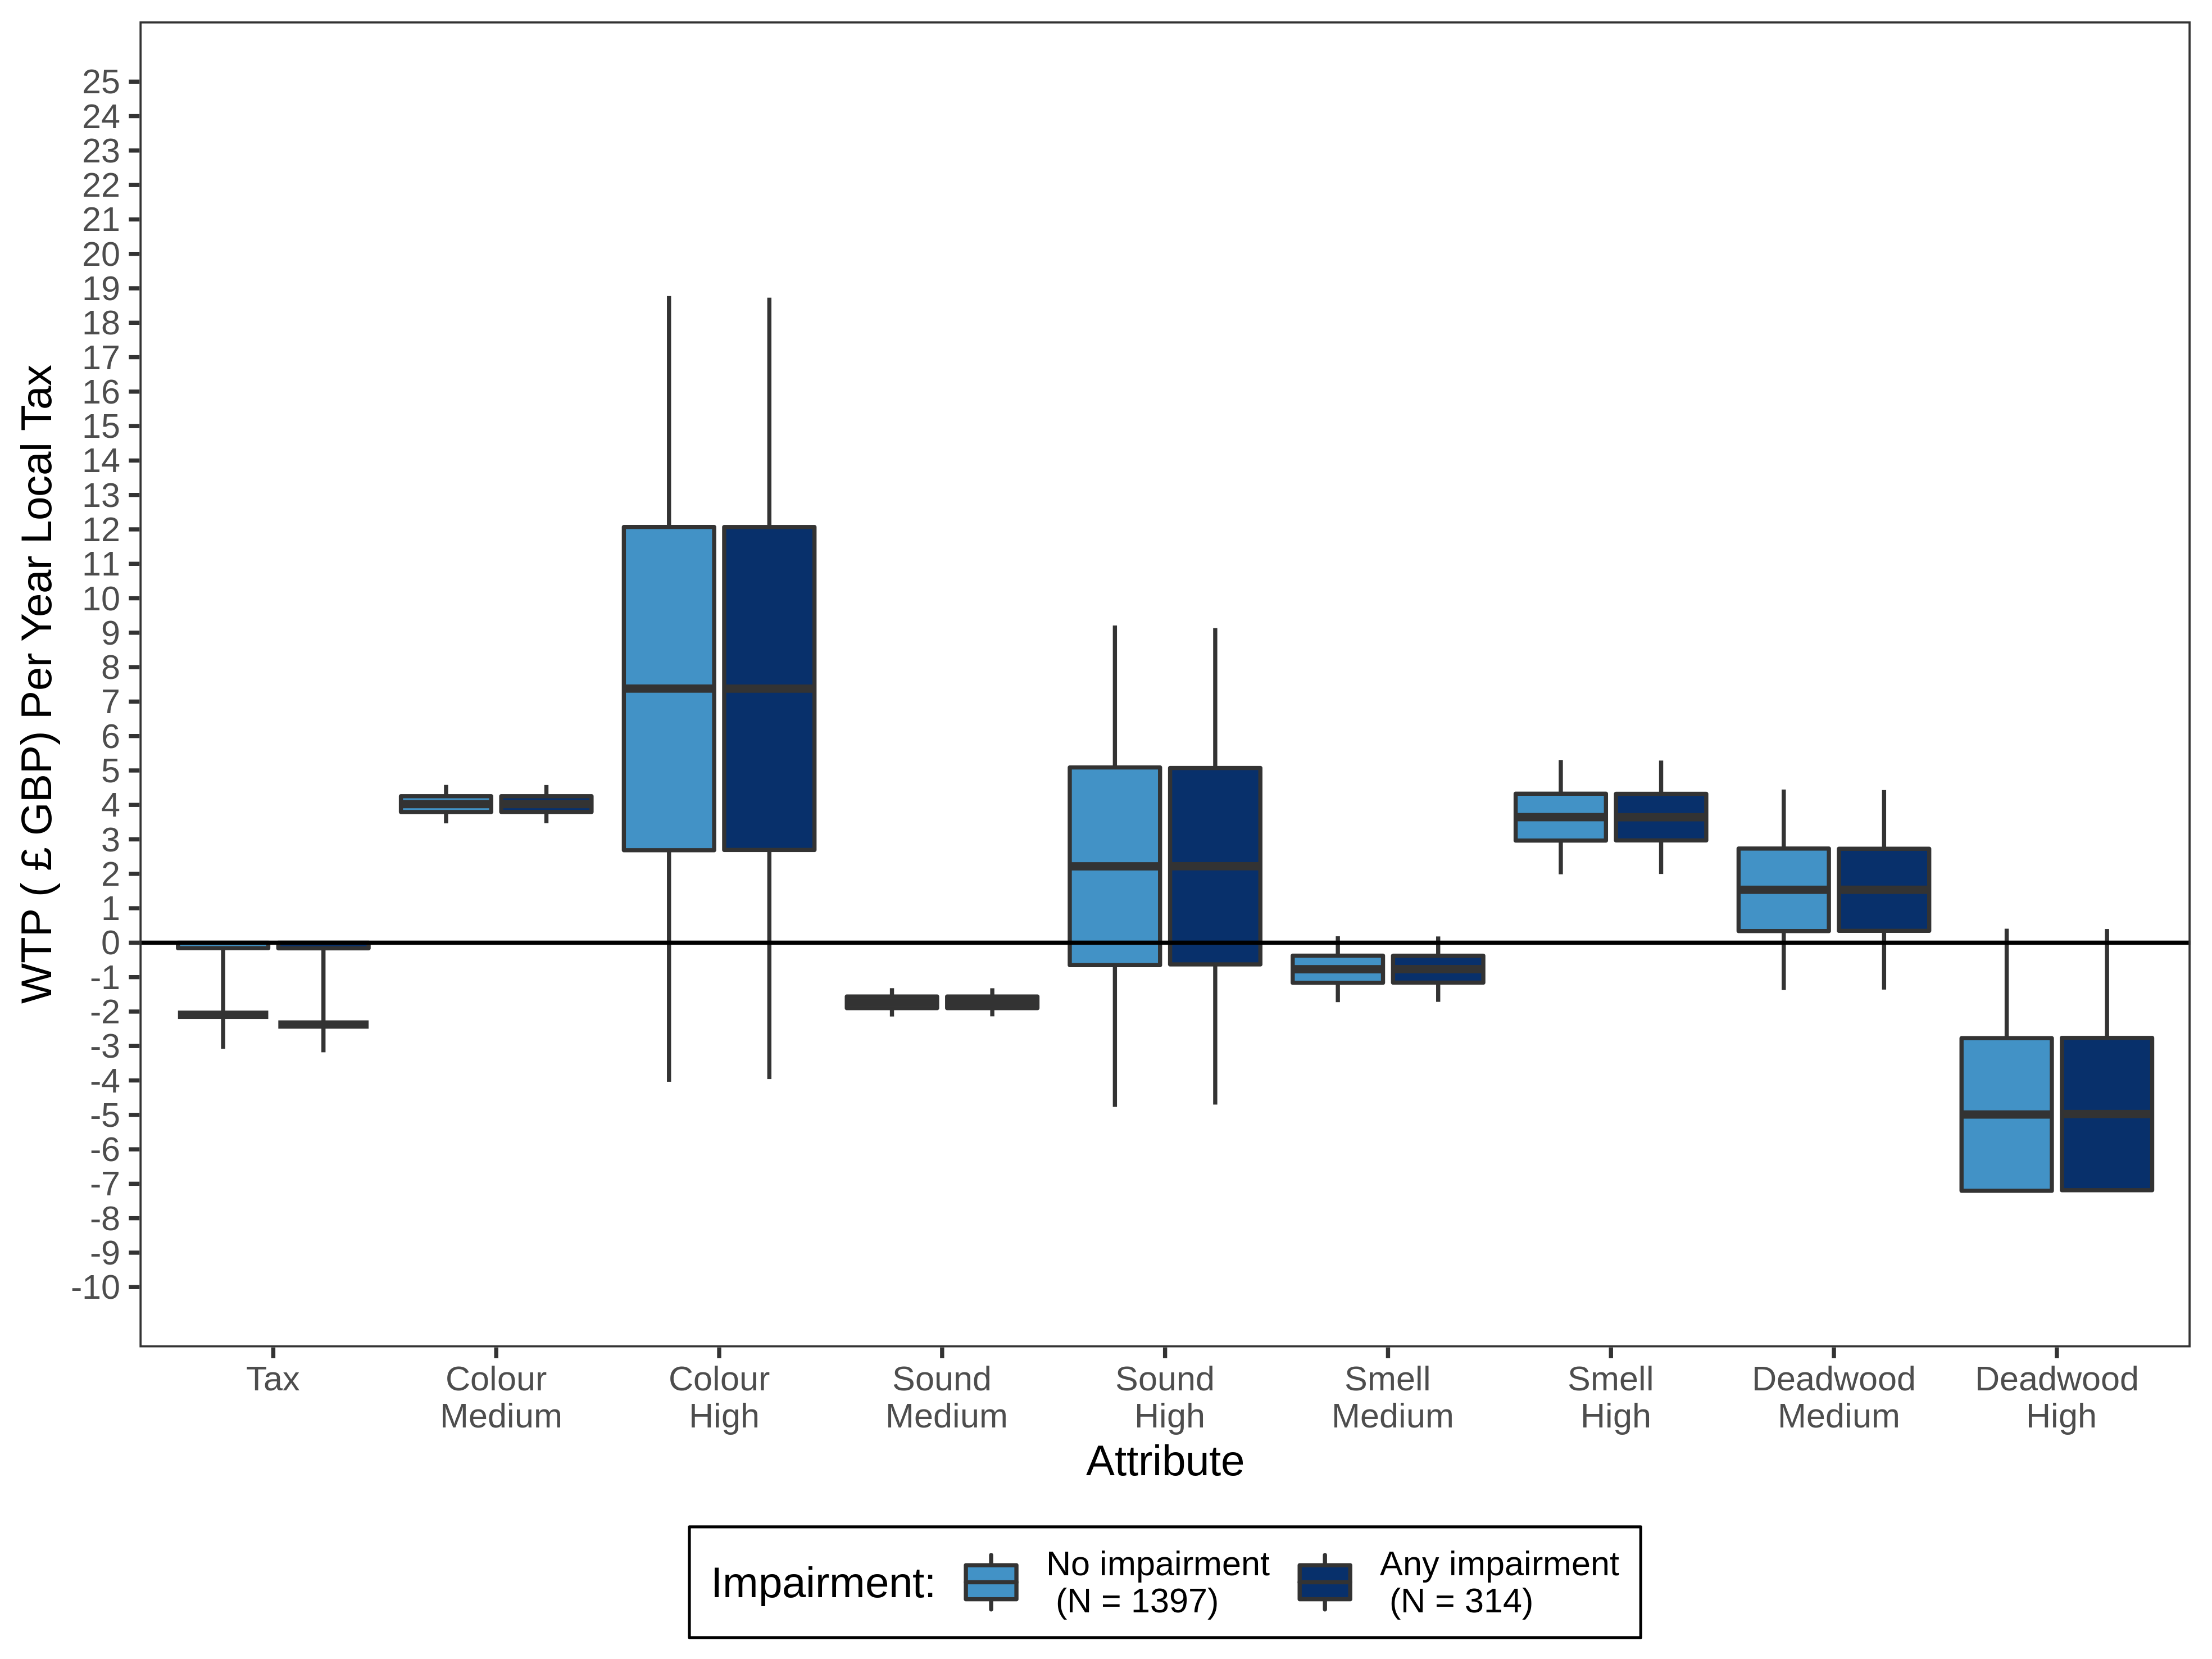 WTP ( £ GBP) Per Year Local Tax
25
24
23
22
21
20
19
18
17
16
15
14
13
12
11
10
9
8
7
6
5
4
3
2
1
0
-1
-2
-3
-4
-5
-6
-7
-8
-9
-10
Tax
Colour
Medium
Colour
High
Sound
Medium
Sound
High
Smell
Medium
Smell
High
Deadwood
Medium
Deadwood
High
Attribute
Impairment:
No impairment
(N = 1397)
Any impairment
(N = 314)